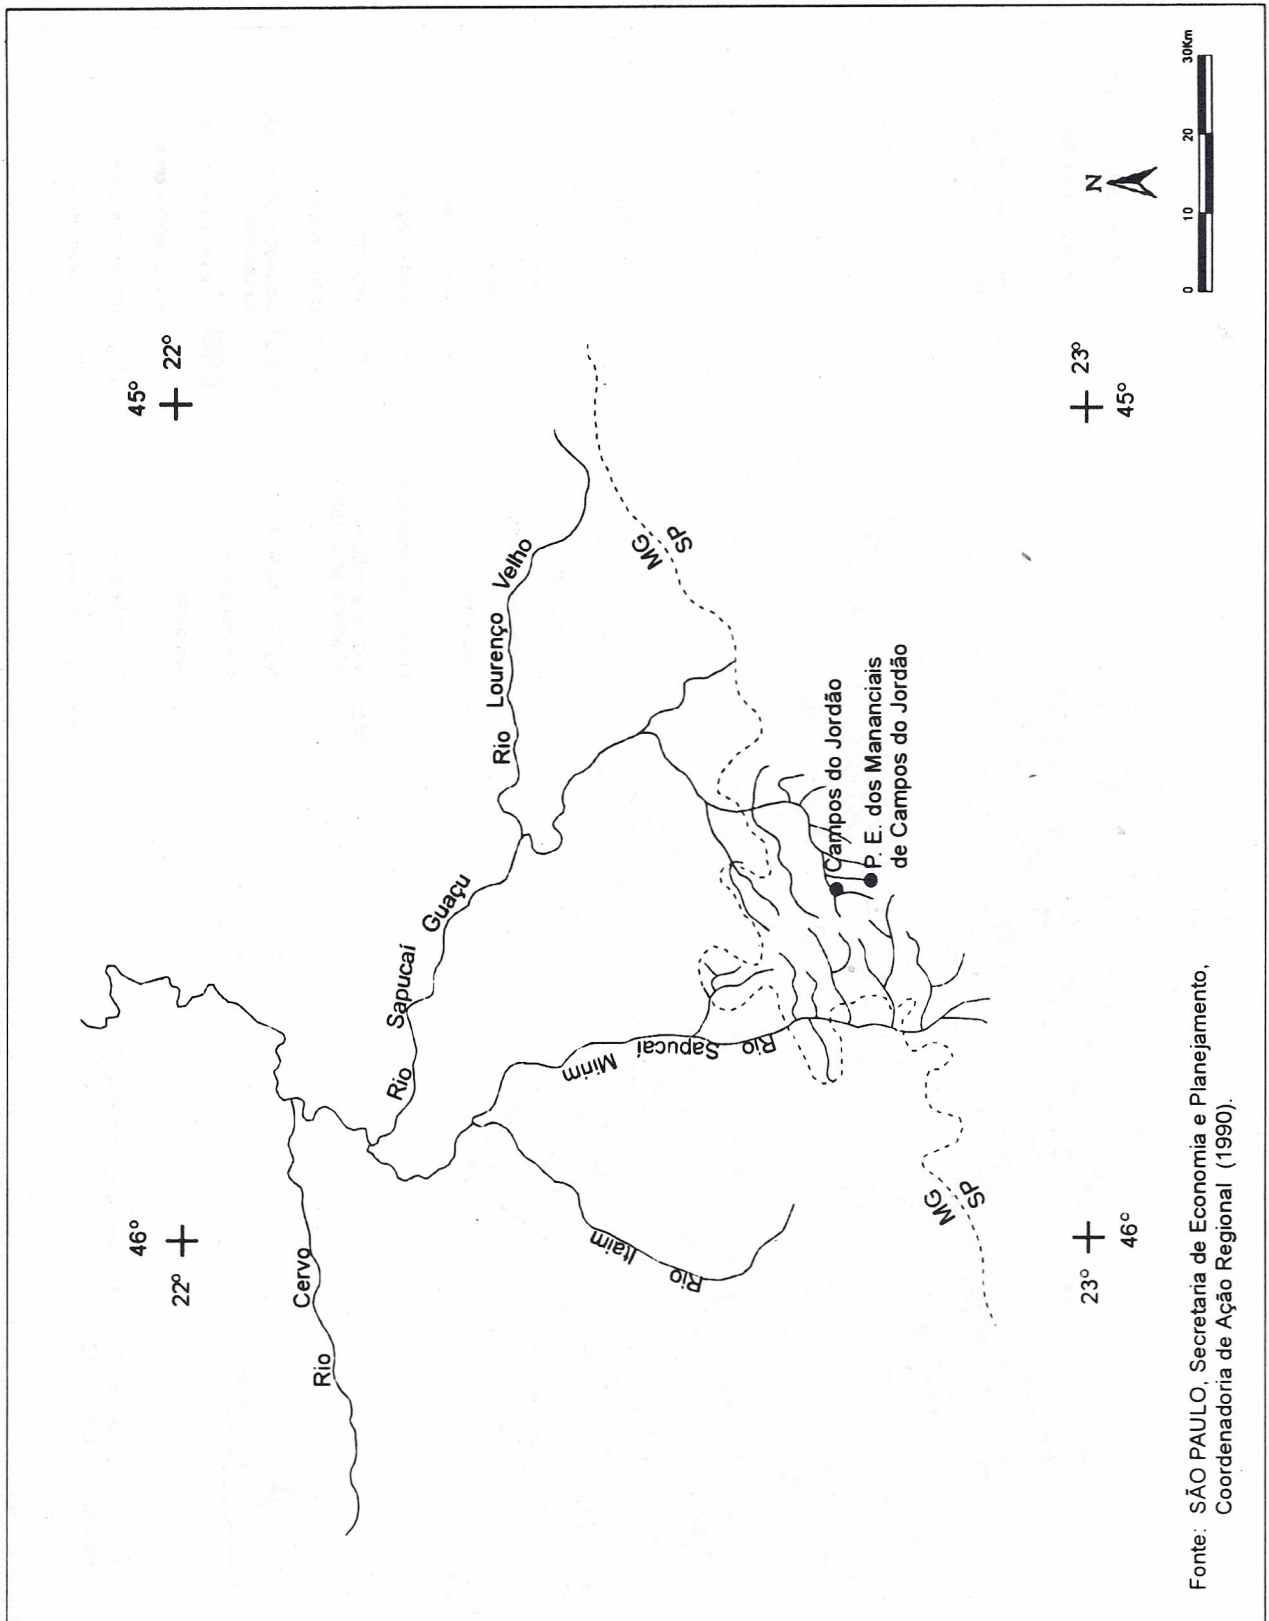 46°
22°
45°
22°
Rio Cervo
Rio Sapucaí Guaçu
Rio Lourenço Velho
Rio Sapucaí Mirim
Rio Itaim
MG
SP
MG
SP
Campos do Jordão
P. E. dos Mananciais
de Campos do Jordão
23°
46°
23°
45°
N
0 10 20 30Km
Fonte: SÃO PAULO, Secretaria de Economia e Planejamento,
Coordenadoria de Ação Regional (1990).